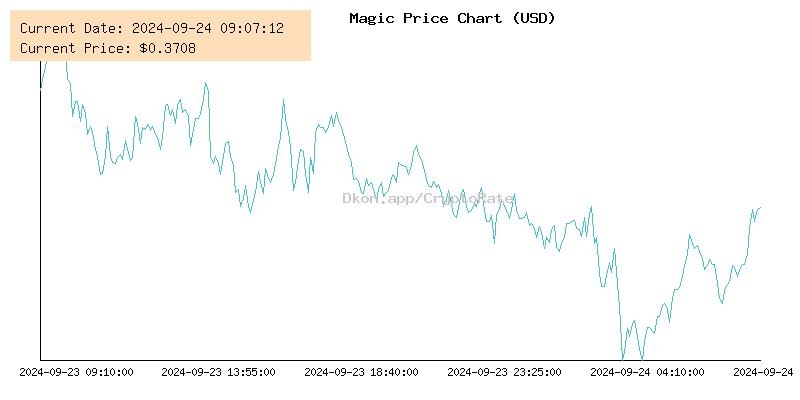 Magic Price Chart (USD)
Current Date: 2024-09-24 09:07:12
Current Price: $0.3708
Dkon.app/CryptoRate
2024-09-23 09:10:00 2024-09-23 13:55:00 2024-09-23 18:40:00 2024-09-23 23:25:00 2024-09-24 04:10:00 2024-09-24